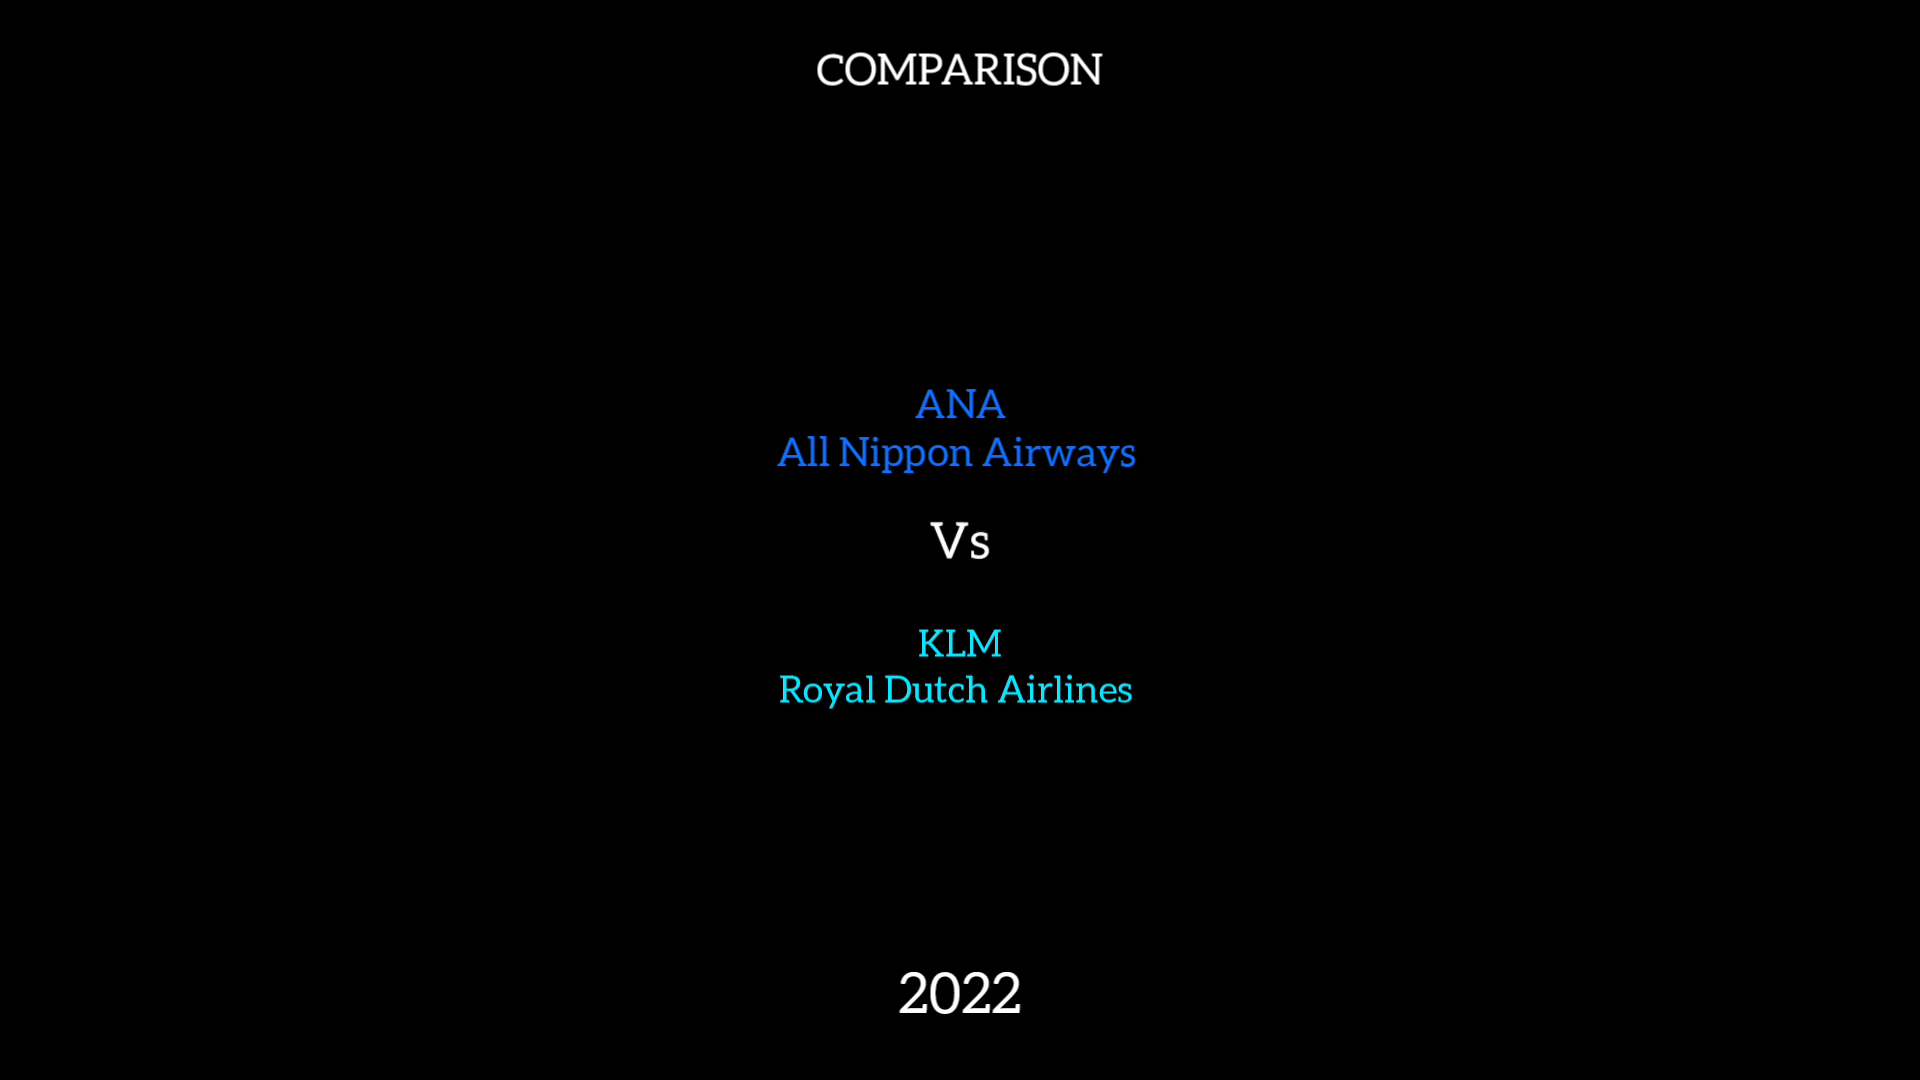 COMPARISON
ANA
All Nippon Airways
Vs
KLM
Royal Dutch Airlines
2022